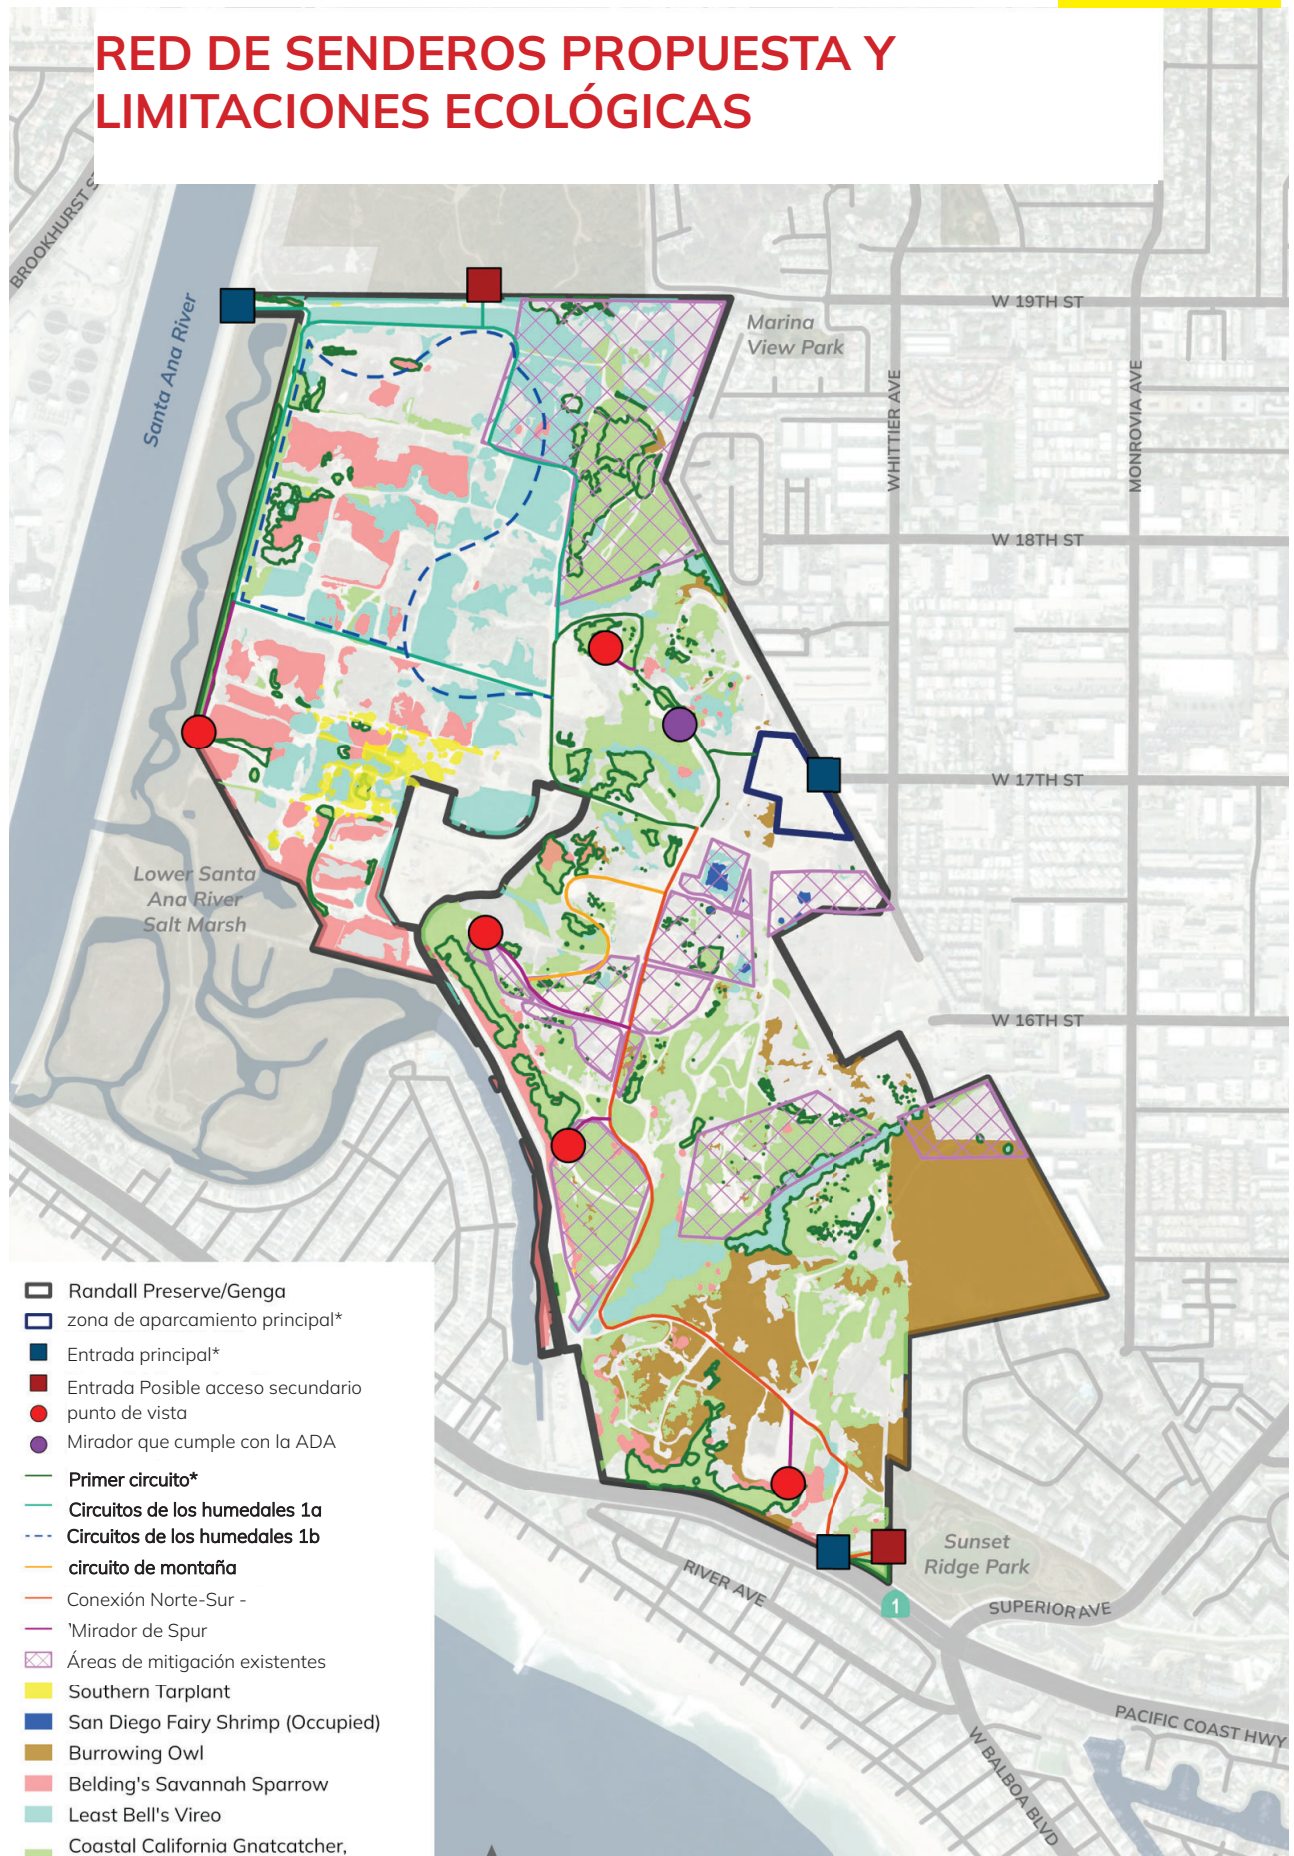 RED DE SENDEROS PROPUESTA Y
LIMITACIONES ECOLÓGICAS
BROOKHURST
Santa Ana River
Marina
View Park
W 19TH ST
WHITTIER AVE
MONROVIA AVE
W 18TH ST
W 17TH ST
Lower Santa
Ana River
Salt Marsh
W 16TH ST
Randall Preserve/Genga
zona de aparcamiento principal*
Entrada principal*
Entrada Posible acceso secundario
punto de vista
Mirador que cumple con la ADA
Primer circuito*
Circuitos de los humedales 1a
Circuitos de los humedales 1b
circuito de montaña
Conexión Norte-Sur -
'Mirador de Spur
Áreas de mitigación existentes
Southern Tarplant
San Diego Fairy Shrimp (Occupied)
Burrowing Owl
Belding's Savannah Sparrow
Least Bell's Vireo
Coastal California Gnatcatcher,
Sunset
Ridge Park
RIVER AVE
1
SUPERIOR AVE
PACIFIC COAST HWY
W BALBOA BLVD